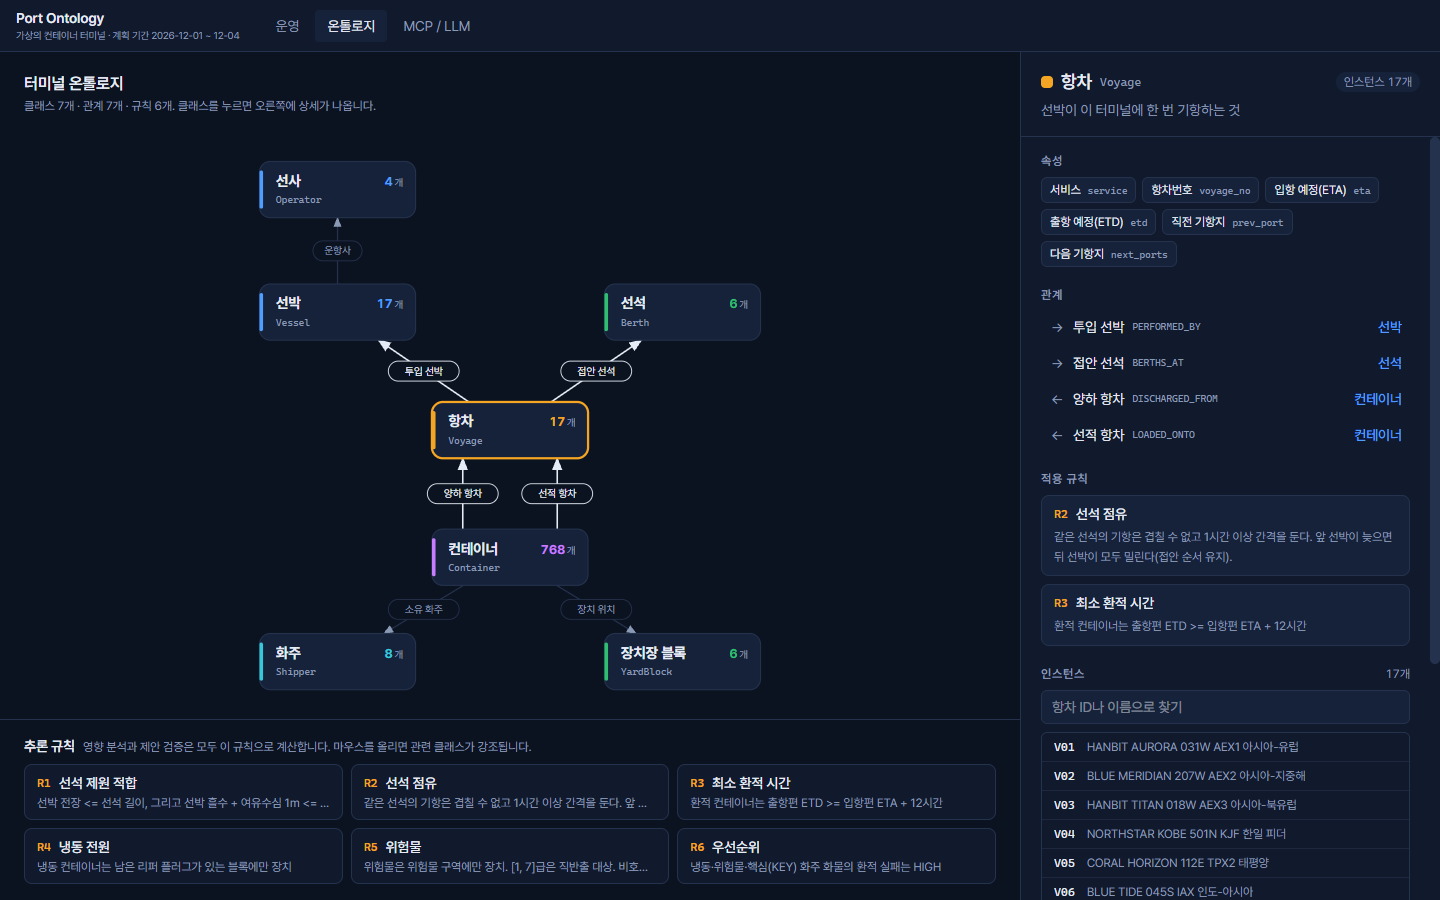 Port Ontology
가상의 컨테이너 터미널 · 계획 기간 2026-12-01 ~ 12-04
운영
온톨로지
MCP / LLM
터미널 온톨로지
클래스 7개 · 관계 7개 · 규칙 6개. 클래스를 누르면 오른쪽에 상세가 나옵니다.
선사 4개
Operator
운항사
선박 17개
Vessel
선석 6개
Berth
투입 선박
접안 선석
항차 17개
Voyage
양하 항차
선적 항차
컨테이너 768개
Container
소유 화주
장치 위치
화주 8개
Shipper
장치장 블록 6개
YardBlock
추론 규칙 영향 분석과 제안 검증은 모두 이 규칙으로 계산합니다. 마우스를 올리면 관련 클래스가 강조됩니다.
R1 선석 제원 적합
선박 전장 <= 선석 길이, 그리고 선박 흘수 + 여유수심 1m <= ...
R2 선석 점유
같은 선석의 기항은 겹칠 수 없고 1시간 이상 간격을 둔다. 앞 ...
R3 최소 환적 시간
환적 컨테이너는 출항편 ETD >= 입항편 ETA + 12시간
R4 냉동 전원
냉동 컨테이너는 남은 리퍼 플러그가 있는 블록에만 장치
R5 위험물
위험물은 위험물 구역에만 장치. [1, 7]급은 직반출 대상. 비호...
R6 우선순위
냉동·위험물·핵심(KEY) 화주 화물의 환적 실패는 HIGH
항차 Voyage
인스턴스 17개
선박이 이 터미널에 한 번 기항하는 것
속성
서비스 service
항차번호 voyage_no
입항 예정(ETA) eta
출항 예정(ETD) etd
직전 기항지 prev_port
다음 기항지 next_ports
관계
→ 투입 선박 PERFORMED_BY 선박
→ 접안 선석 BERTHS_AT 선석
← 양하 항차 DISCHARGED_FROM 컨테이너
← 선적 항차 LOADED_ONTO 컨테이너
적용 규칙
R2 선석 점유
같은 선석의 기항은 겹칠 수 없고 1시간 이상 간격을 둔다. 앞 선박이 늦으면
뒤 선박이 모두 밀린다(접안 순서 유지).
R3 최소 환적 시간
환적 컨테이너는 출항편 ETD >= 입항편 ETA + 12시간
인스턴스 17개
항차 ID나 이름으로 찾기
V01 HANBIT AURORA 031W AEX1 아시아-유럽
V02 BLUE MERIDIAN 207W AEX2 아시아-지중해
V03 HANBIT TITAN 018W AEX3 아시아-북유럽
V04 NORTHSTAR KOBE 501N KJF 한일 피더
V05 CORAL HORIZON 112E TPX2 태평양
V06 BLUE TIDE 045S IAX 인도-아시아